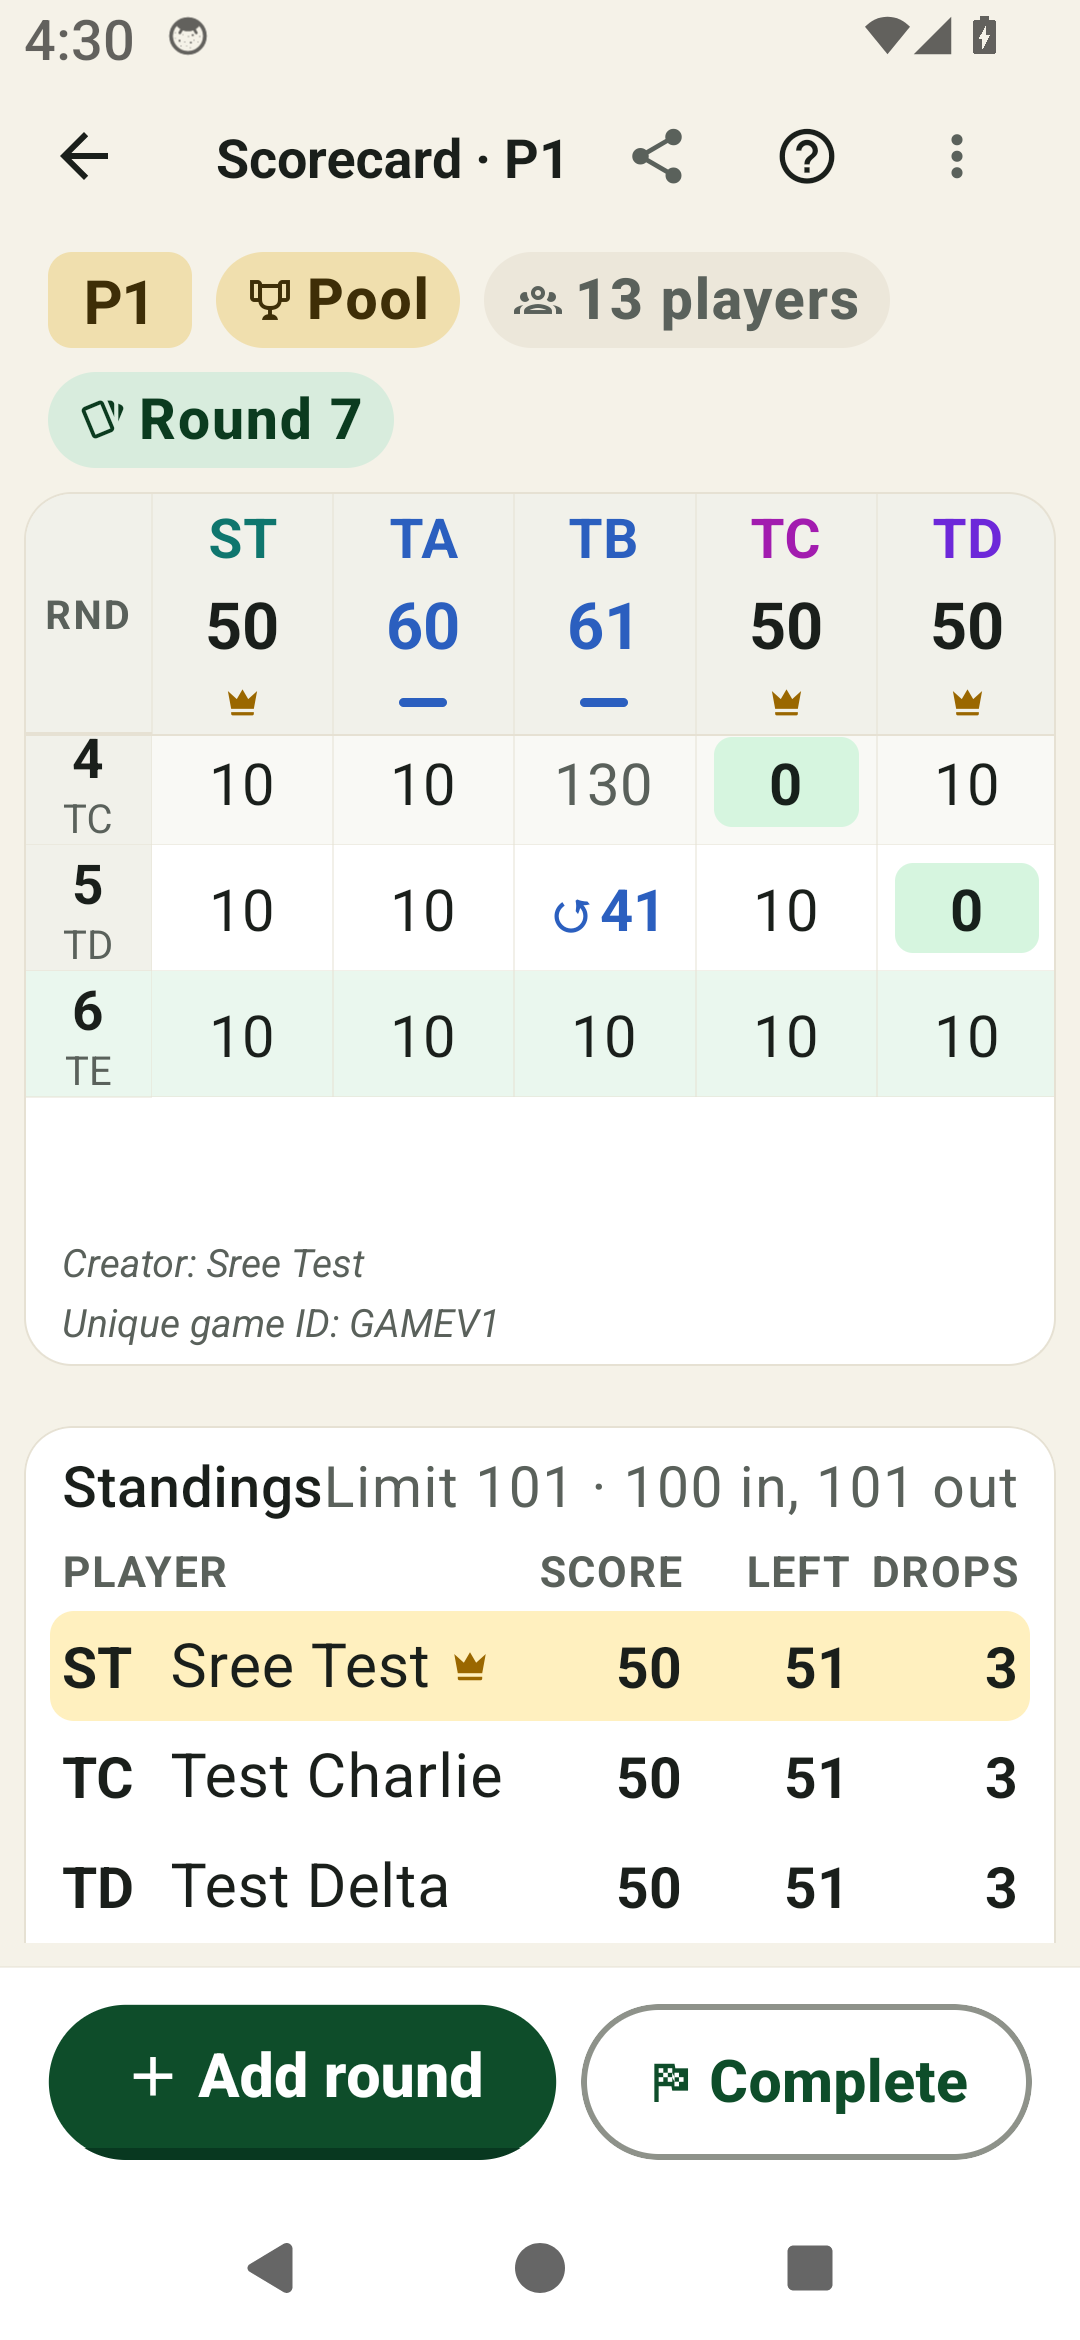 4:30
Scorecard · P1
P1 Pool 13 players
Round 7
RND ST TA TB TC TD
50 60 61 50 50
4 TC 10 10 130 0 10
5 TD 10 10 41 10 0
6 TE 10 10 10 10 10
Creator: Sree Test
Unique game ID: GAMEV1
Standings Limit 101 · 100 in, 101 out
PLAYER SCORE LEFT DROPS
ST Sree Test 50 51 3
TC Test Charlie 50 51 3
TD Test Delta 50 51 3
+ Add round Complete